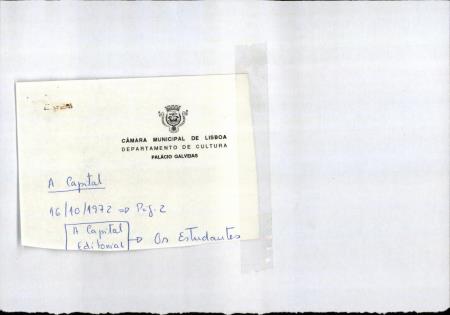 CÂMARA MUNICIPAL DE LISBOA
DEPARTAMENTO DE CULTURA
PALÁCIO GALVEIAS
A Capital
16/10/1972 ⇒ Pág. 2
A Capital
Editorial → Os Estudantes